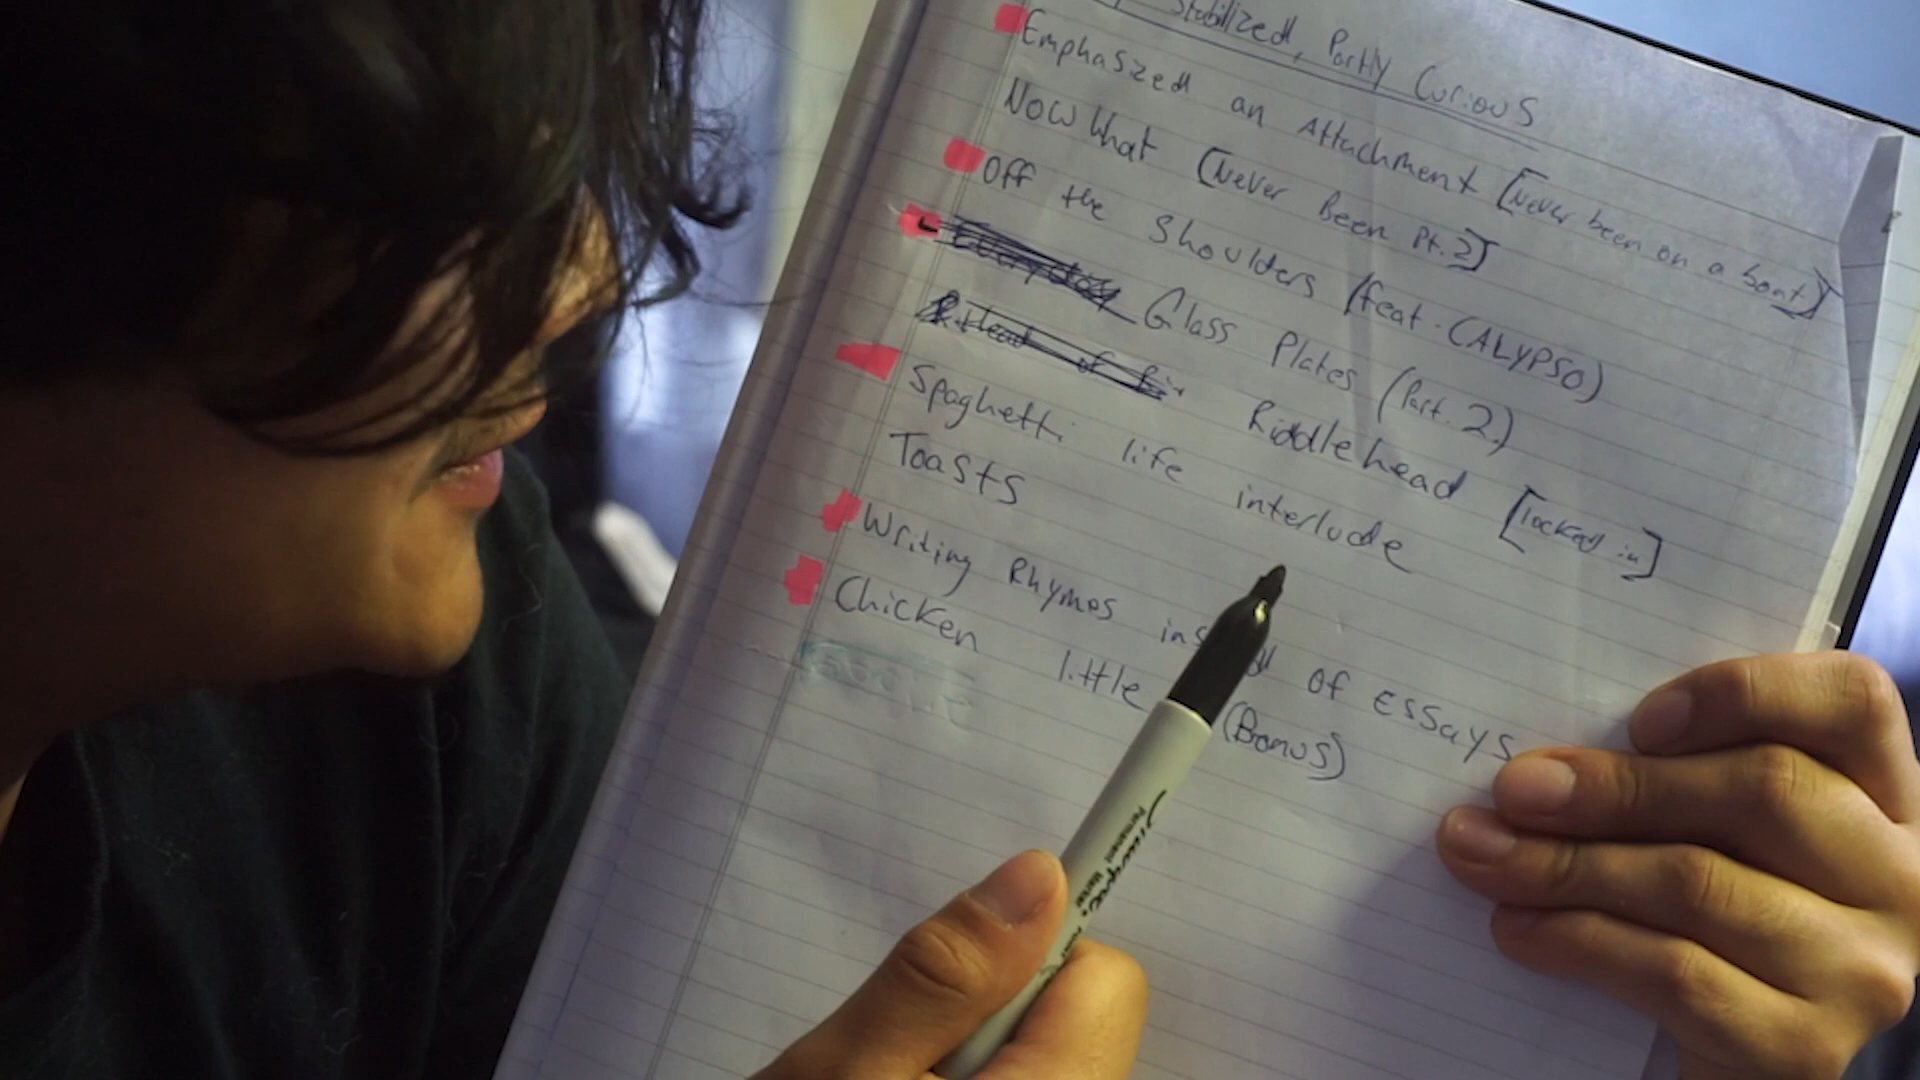 Stabilized, Partly Curious
Emphasized an Attachment [Never been on a boat]
Now What [Never Been Pt. 2]
Off the Shoulders (feat. CALYPSO)
Glass Plates (Part. 2)
Riddlehead [locked in]
Spaghetti life interlude
Toasts
Writing Rhymes of Essays
Chicken little (Bonus)
Permanent Marker